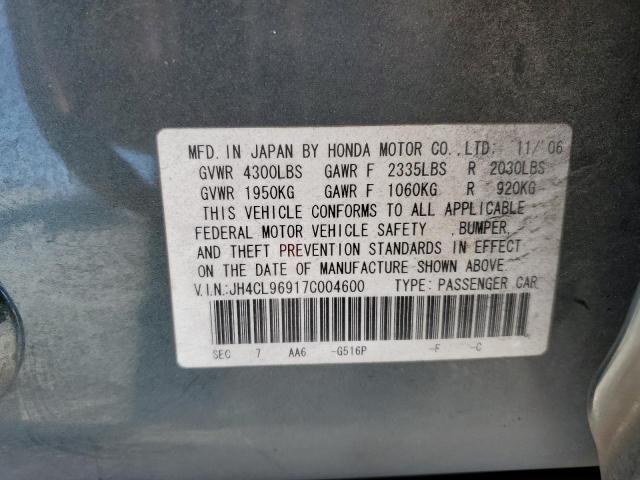 MFD. IN JAPAN BY HONDA MOTOR CO.,LTD: 11/'06
GVWR 4300LBS GAWR F 2335LBS R 2030LBS
GVWR 1950KG GAWR F 1060KG R 920KG
THIS VEHICLE CONFORMS TO ALL APPLICABLE
FEDERAL MOTOR VEHICLE SAFETY ,BUMPER,
AND THEFT PREVENTION STANDARDS IN EFFECT
ON THE DATE OF MANUFACTURE SHOWN ABOVE.
V.I.N:JH4CL96917C004600 TYPE: PASSENGER CAR
SEC 7 AA6 -G516P -F -C